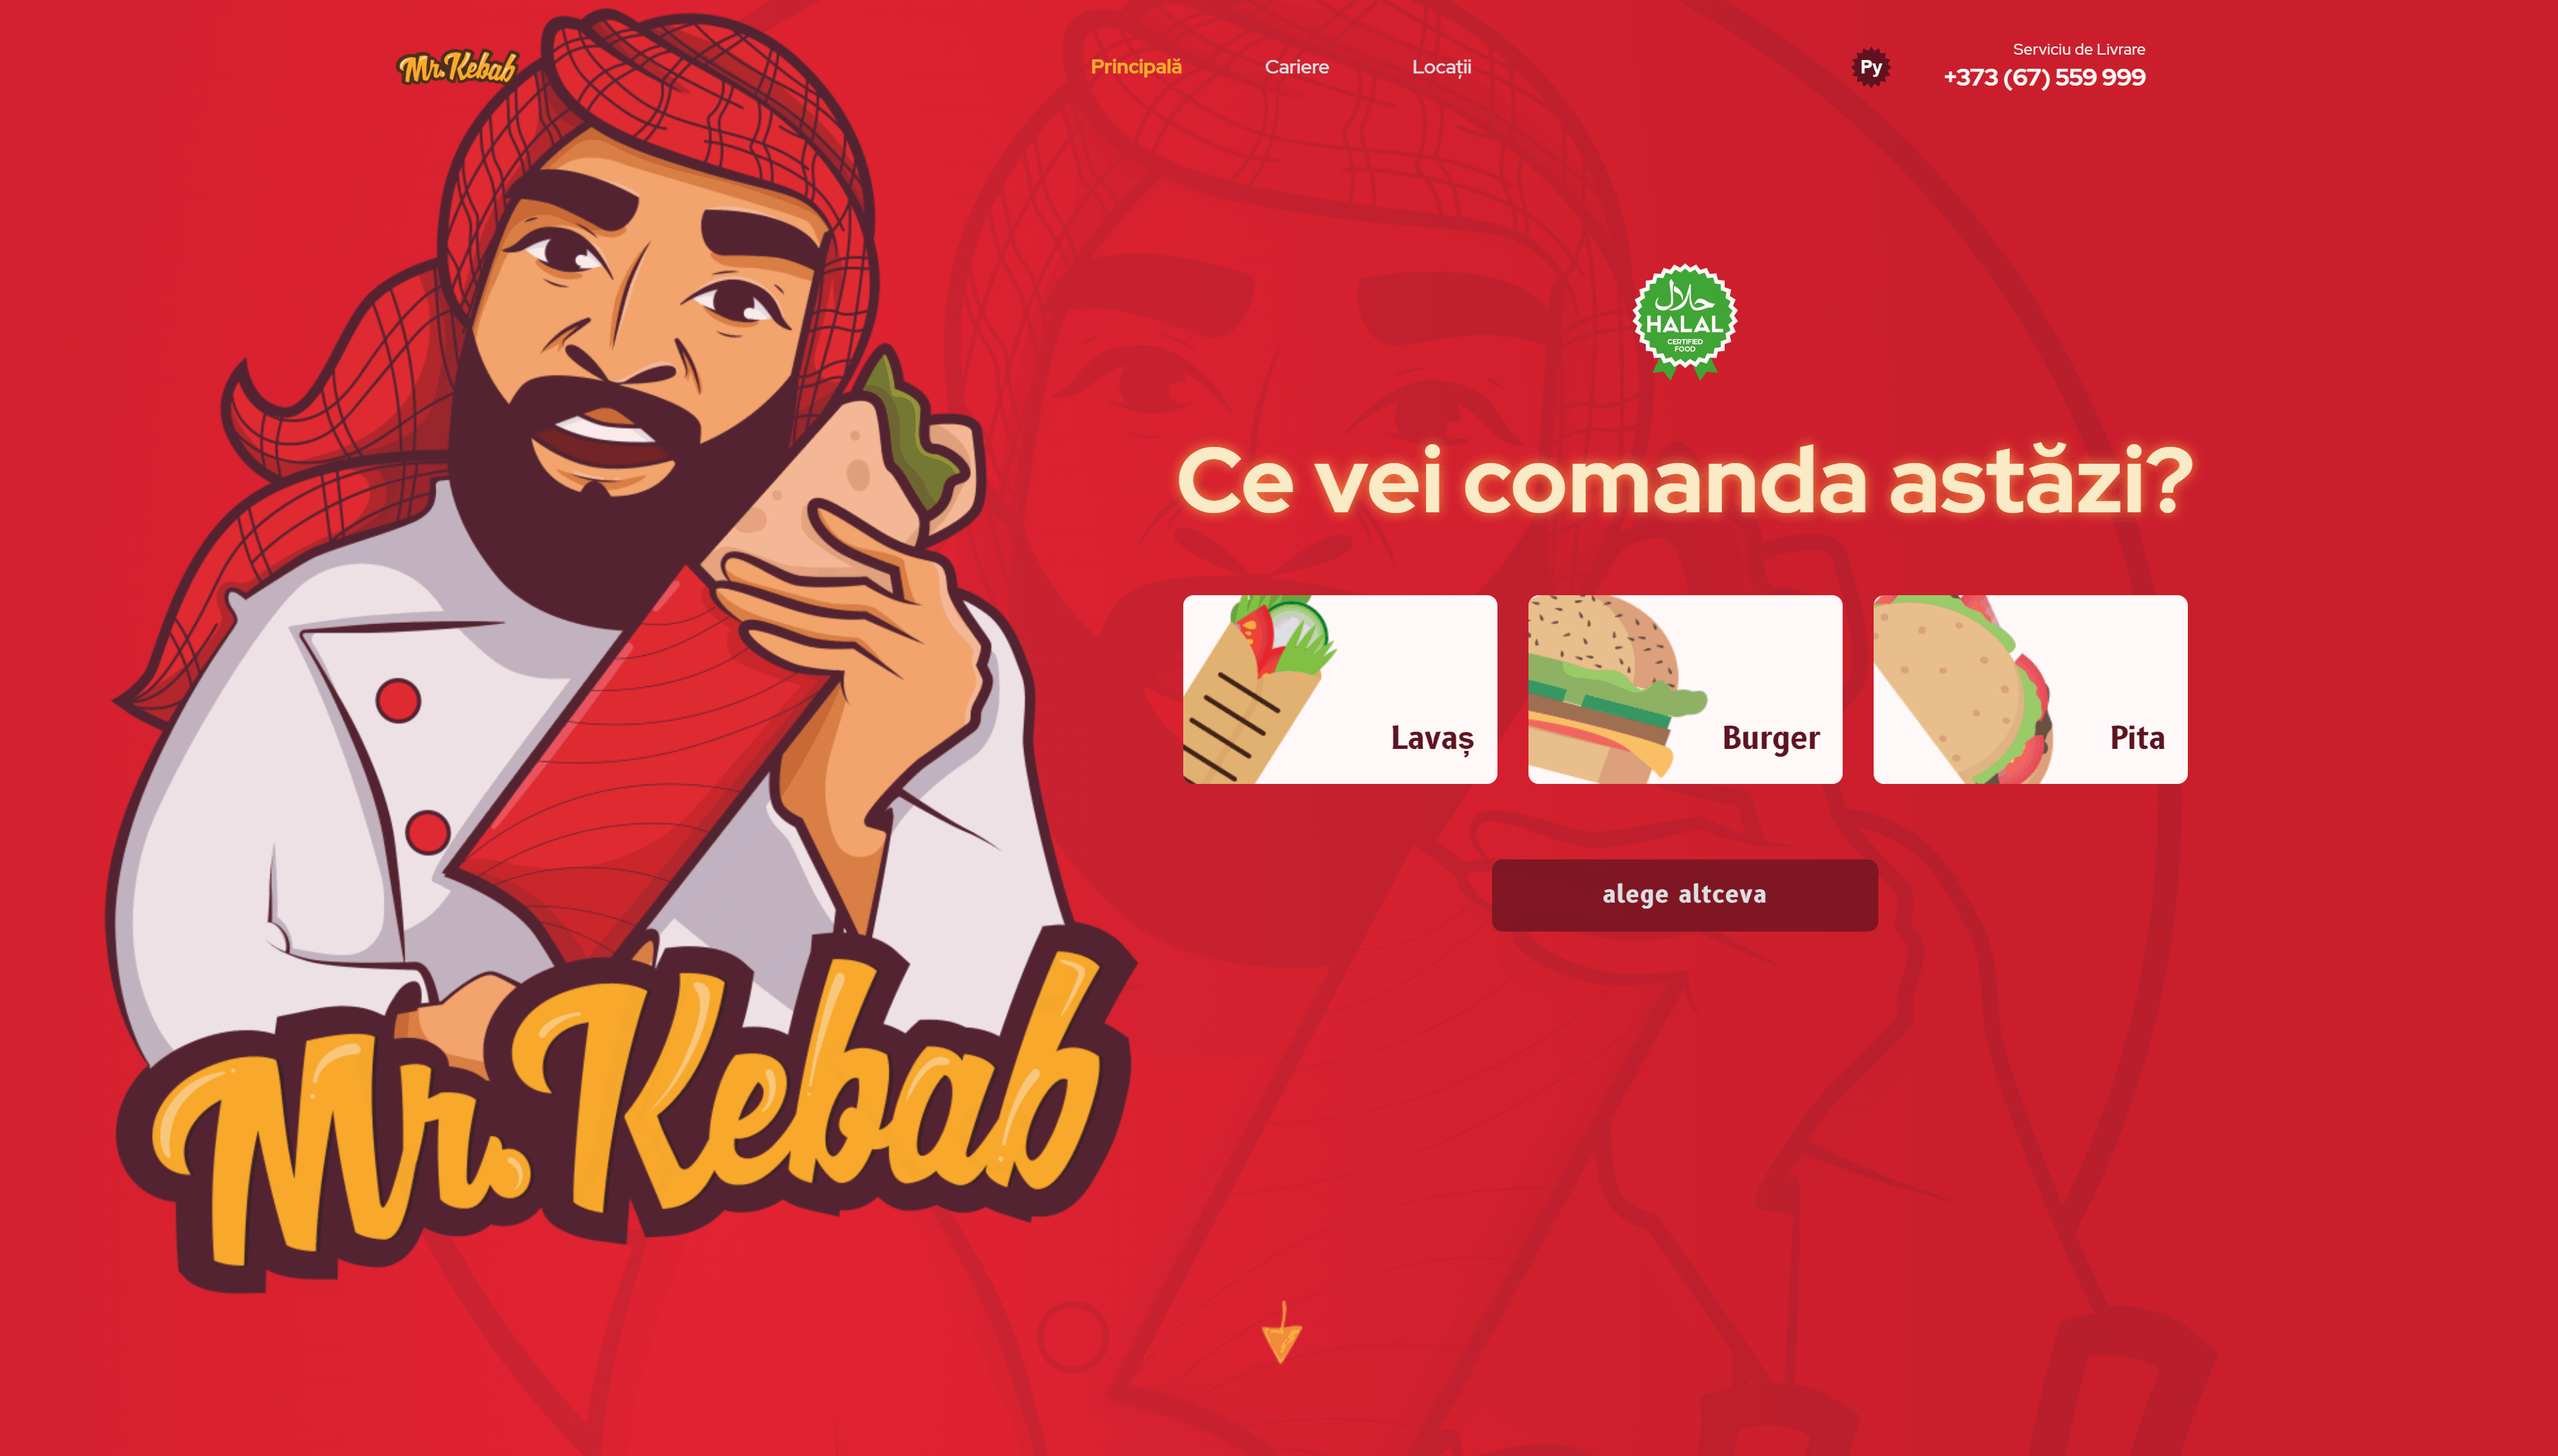 Mr. Kebab
Principală
Cariere
Locații
Ру
Serviciu de Livrare
+373 (67) 559 999
حلال
HALAL
CERTIFIED
FOOD
Ce vei comanda astăzi?
Lavaș
Burger
Pita
alege altceva
Mr. Kebab